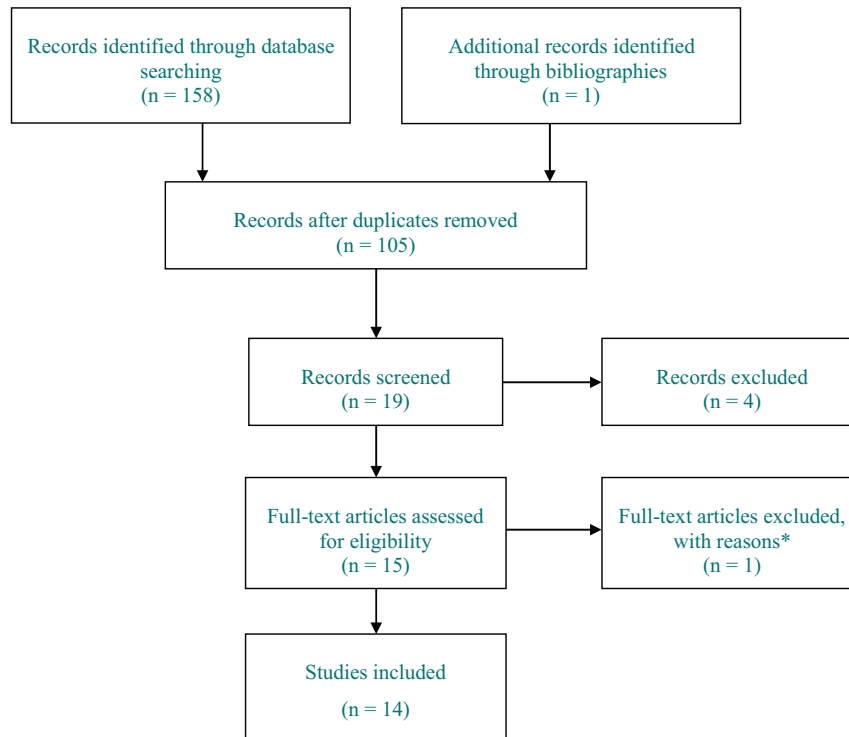 Records identified through database
searching
(n = 158)
Additional records identified
through bibliographies
(n = 1)
Records after duplicates removed
(n = 105)
Records screened
(n = 19)
Records excluded
(n = 4)
Full-text articles assessed
for eligibility
(n = 15)
Full-text articles excluded,
with reasons*
(n = 1)
Studies included
(n = 14)